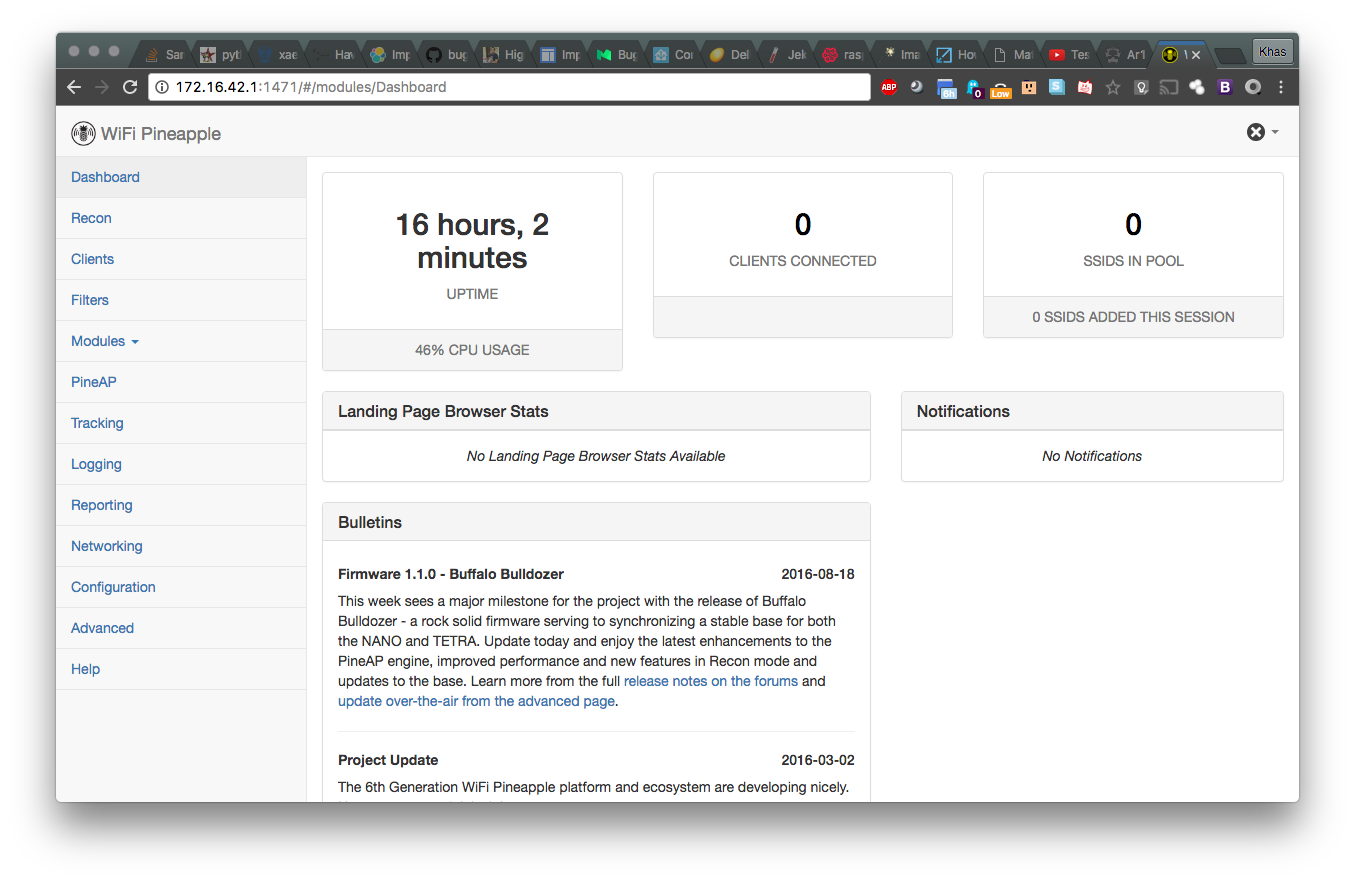 Sar
pyt
xae
Hav
Imp
bug
Hig
Imp
Bug
Cor
Del
Jek
rasp
Ima
Hov
Mat
Tes
Ar1
Khas
172.16.42.1:1471/#/modules/Dashboard
ABP
6h
0
Low
S
B
WiFi Pineapple
Dashboard
Recon
Clients
Filters
Modules
PineAP
Tracking
Logging
Reporting
Networking
Configuration
Advanced
Help
16 hours, 2
minutes
UPTIME
46% CPU USAGE
0
CLIENTS CONNECTED
0
SSIDS IN POOL
0 SSIDS ADDED THIS SESSION
Landing Page Browser Stats
No Landing Page Browser Stats Available
Notifications
No Notifications
Bulletins
Firmware 1.1.0 - Buffalo Bulldozer 2016-08-18
This week sees a major milestone for the project with the release of Buffalo
Bulldozer - a rock solid firmware serving to synchronizing a stable base for both
the NANO and TETRA. Update today and enjoy the latest enhancements to the
PineAP engine, improved performance and new features in Recon mode and
updates to the base. Learn more from the full release notes on the forums and
update over-the-air from the advanced page.
Project Update 2016-03-02
The 6th Generation WiFi Pineapple platform and ecosystem are developing nicely.